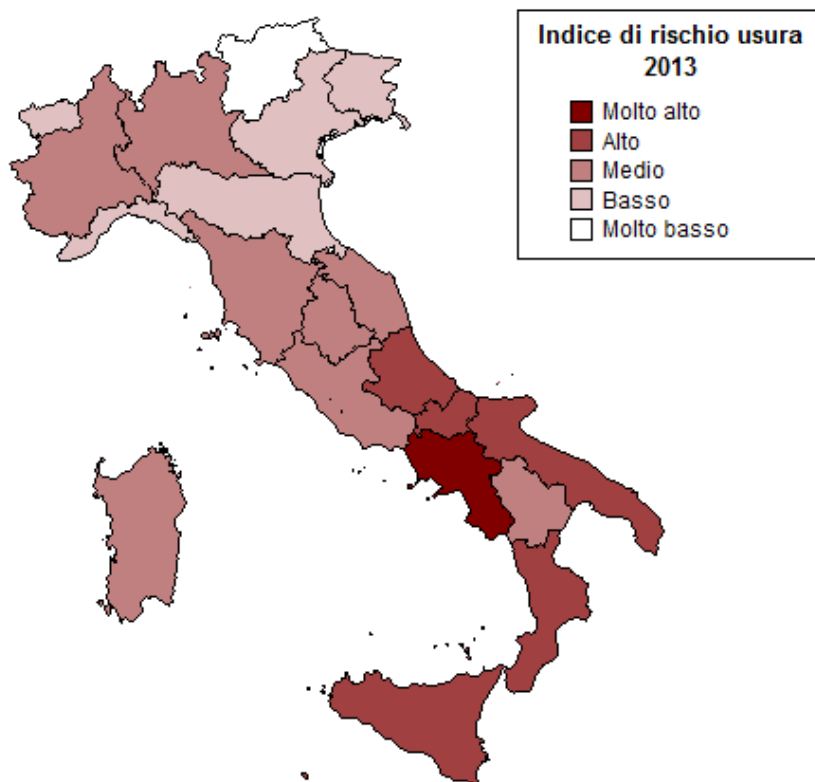 Indice di rischio usura
2013
Molto alto
Alto
Medio
Basso
Molto basso